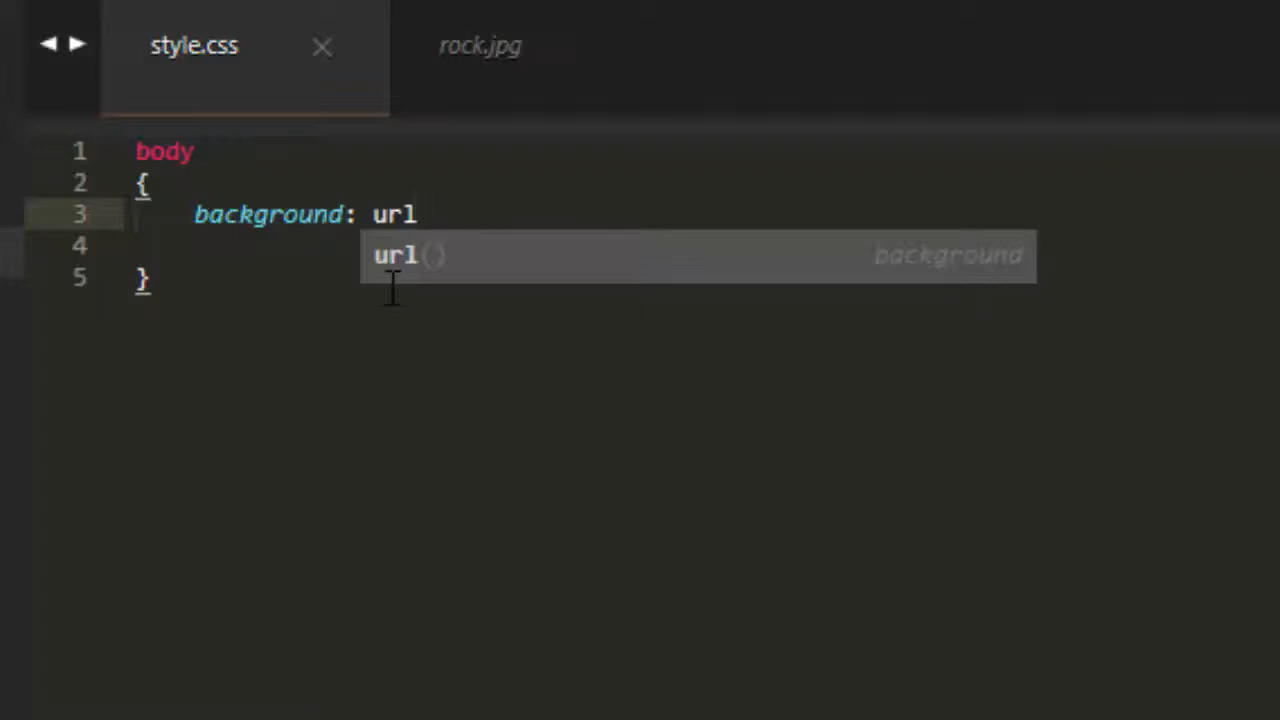 style.css rock.jpg
1 body
2 {
3 background: url
url() background
4
5 }